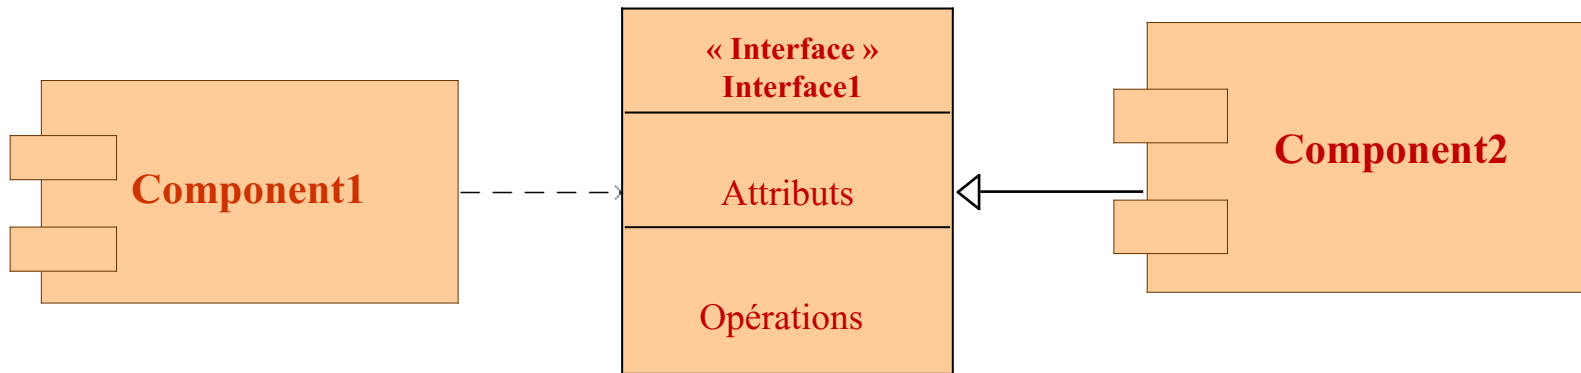 Component1
« Interface »
Interface1
Attributs
Opérations
Component2